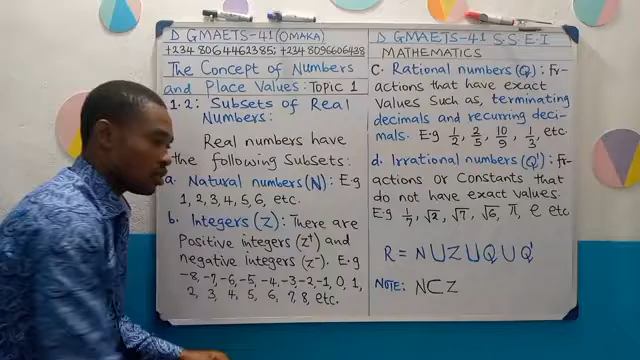 D GMAETS-41 (OMAKA)
+234 8064462385; +234 8096606438
The Concept of Numbers
and Place Values: Topic 1
1.2: Subsets of Real
Numbers:
Real numbers have
the following Subsets:
a. Natural numbers (N): E.g
1, 2, 3, 4, 5, 6, etc.
b. Integers (Z): There are
Positive integers (Z⁺) and
negative integers (Z⁻). E.g
-8, -7, -6, -5, -4, -3, -2, -1, 0, 1,
2, 3, 4, 5, 6, 7, 8, etc.
D GMAETS-41 S.S.E.I
MATHEMATICS
C. Rational numbers (Q): Fr-
actions that have exact
Values Such as, terminating
decimals and recurring deci-
mals. E.g 1/2, 2/5, 10/9, 1/3, etc.
d. Irrational numbers (Q'): Fr-
actions or Constants that
do not have exact values.
E.g 1/7, √2, √7, √6, π, e etc
R = N ∪ Z ∪ Q ∪ Q'
NOTE: N⊂Z